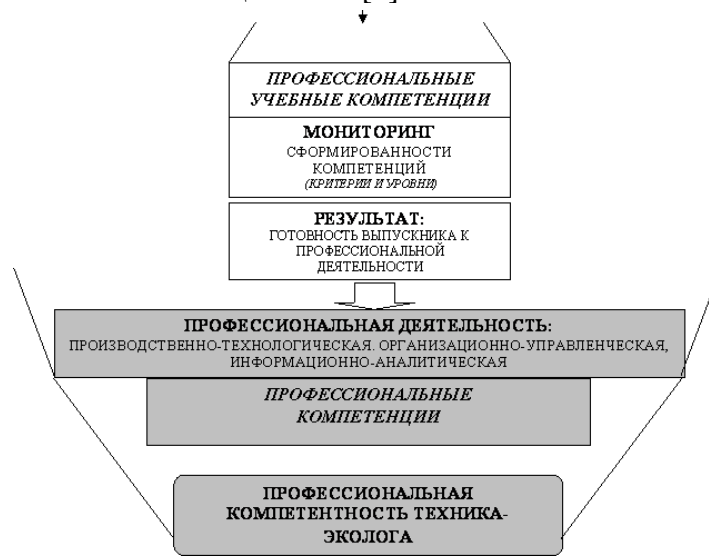 ПРОФЕССИОНАЛЬНЫЕ
УЧЕБНЫЕ КОМПЕТЕНЦИИ
МОНИТОРИНГ
СФОРМИРОВАННОСТИ
КОМПЕТЕНЦИЙ
(КРИТЕРИИ И УРОВНИ)
РЕЗУЛЬТАТ:
ГОТОВНОСТЬ ВЫПУСКНИКА К
ПРОФЕССИОНАЛЬНОЙ
ДЕЯТЕЛЬНОСТИ
ПРОФЕССИОНАЛЬНАЯ ДЕЯТЕЛЬНОСТЬ:
ПРОИЗВОДСТВЕННО-ТЕХНОЛОГИЧЕСКАЯ. ОРГАНИЗАЦИОННО-УПРАВЛЕНЧЕСКАЯ,
ИНФОРМАЦИОННО-АНАЛИТИЧЕСКАЯ
ПРОФЕССИОНАЛЬНЫЕ
КОМПЕТЕНЦИИ
ПРОФЕССИОНАЛЬНАЯ
КОМПЕТЕНТНОСТЬ ТЕХНИКА-
ЭКОЛОГА